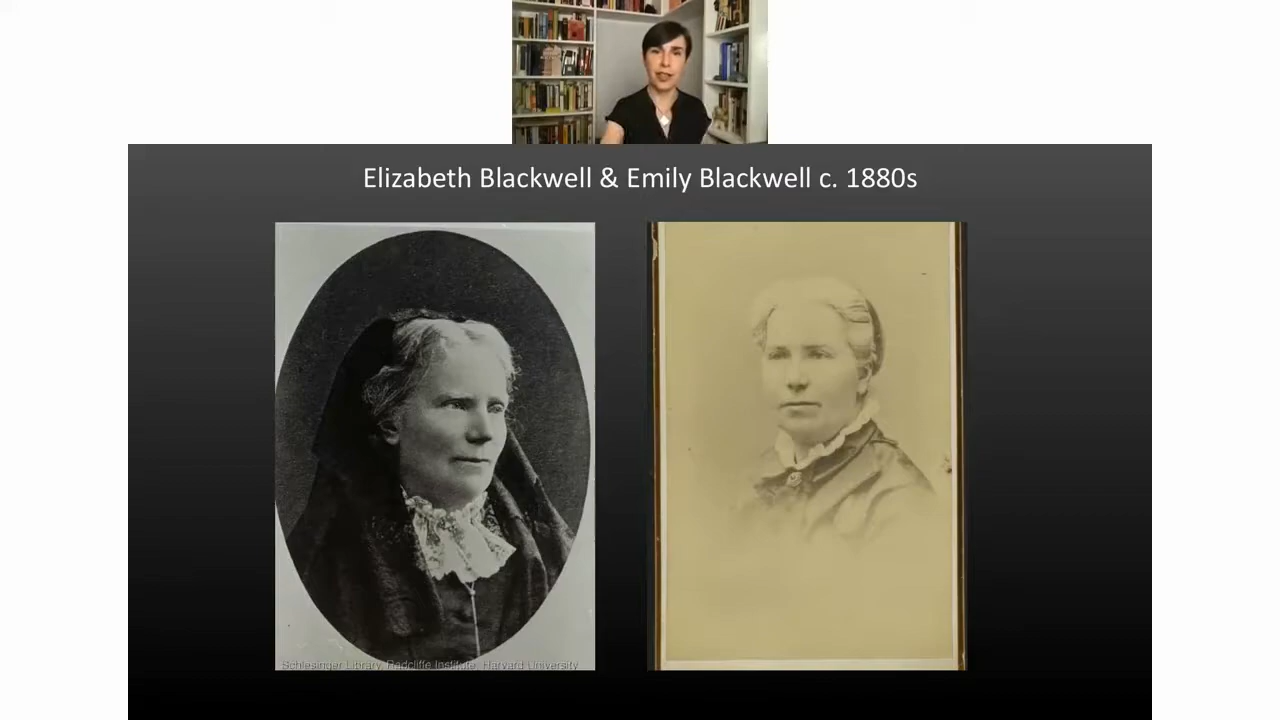 Elizabeth Blackwell & Emily Blackwell c. 1880s
Schlesinger Library, Radcliffe Institute, Harvard University